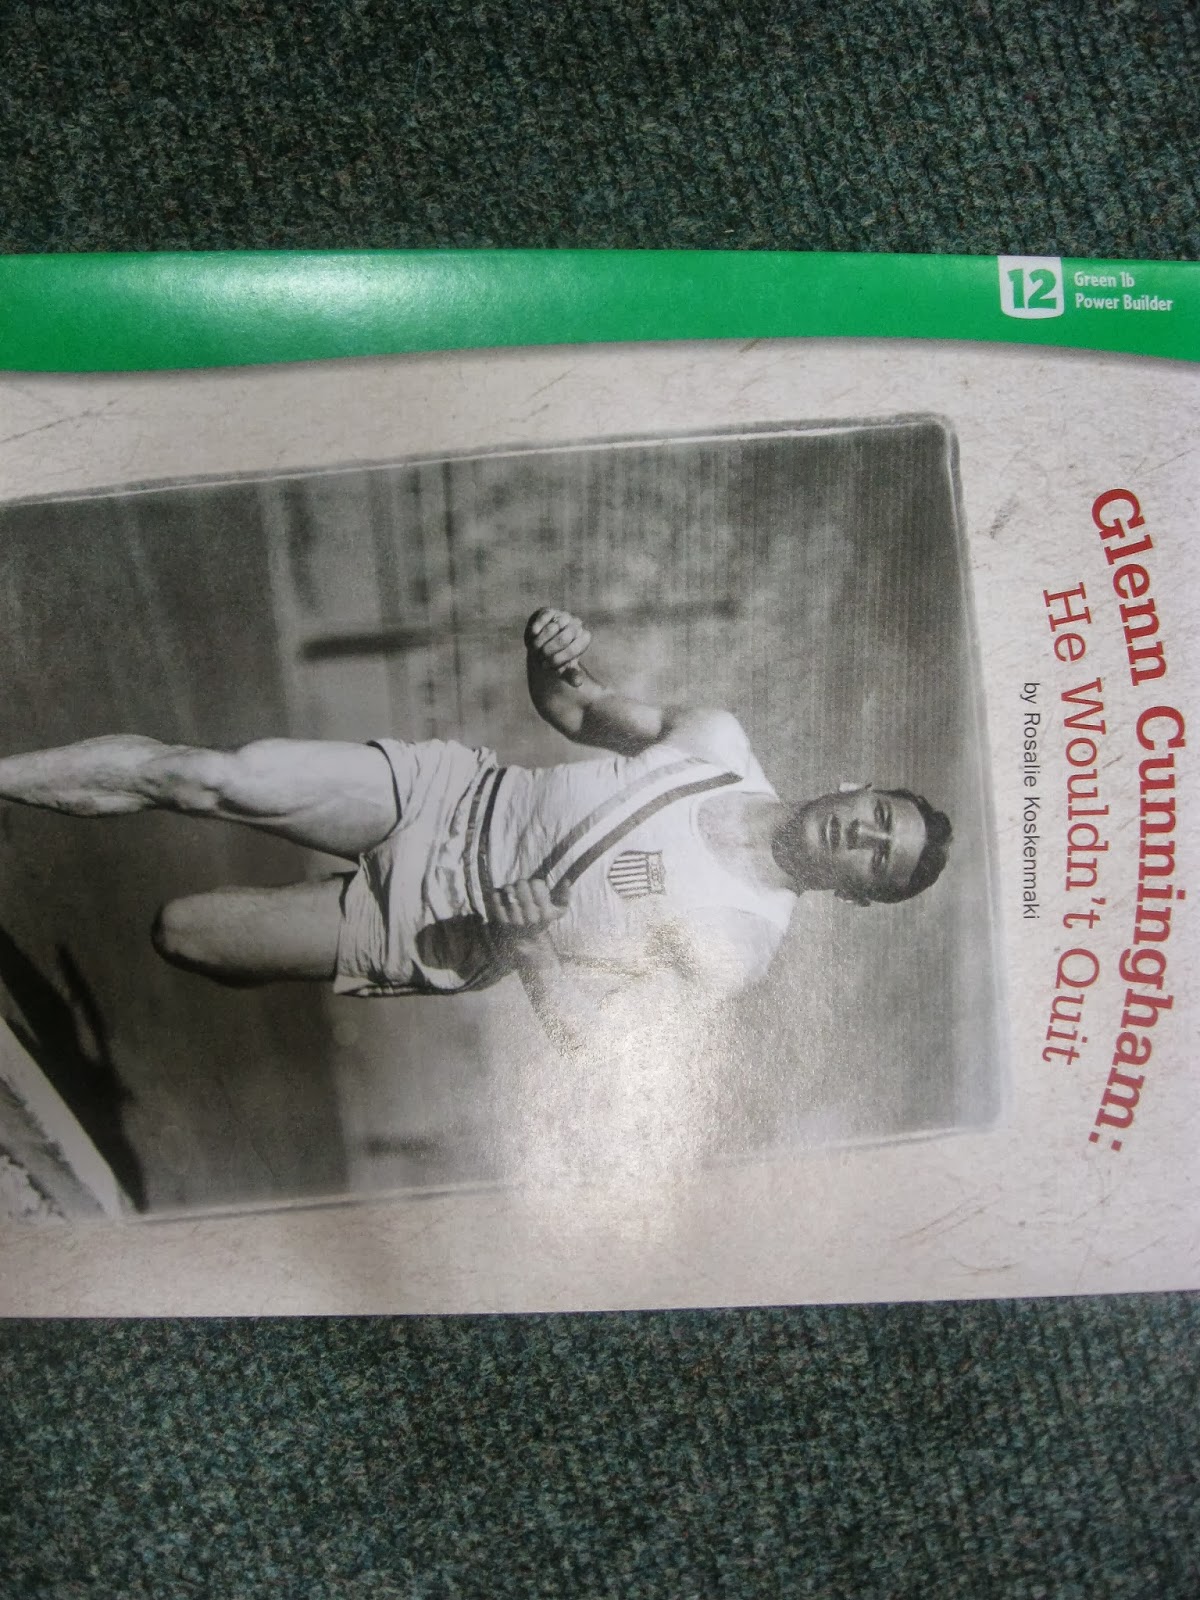 12
Green 1b
Power Builder
Glenn Cunningham:
He Wouldn't Quit
by Rosalie Koskenmaki